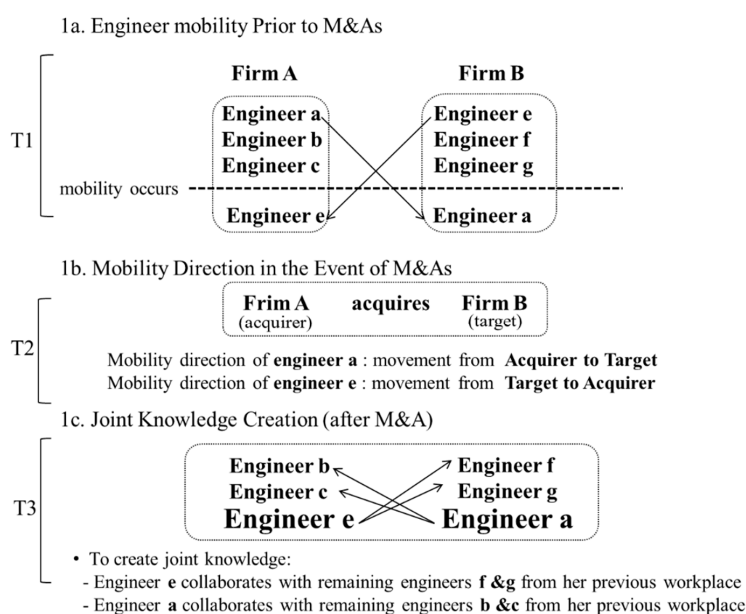 1a. Engineer mobility Prior to M&As
Firm A Firm B
T1
Engineer a Engineer e
Engineer b Engineer f
Engineer c Engineer g
mobility occurs
Engineer e Engineer a
1b. Mobility Direction in the Event of M&As
T2
Frim A acquires Firm B
(acquirer) (target)
Mobility direction of engineer a : movement from Acquirer to Target
Mobility direction of engineer e : movement from Target to Acquirer
1c. Joint Knowledge Creation (after M&A)
T3
Engineer b Engineer f
Engineer c Engineer g
Engineer e Engineer a
• To create joint knowledge:
- Engineer e collaborates with remaining engineers f &g from her previous workplace
- Engineer a collaborates with remaining engineers b &c from her previous workplace